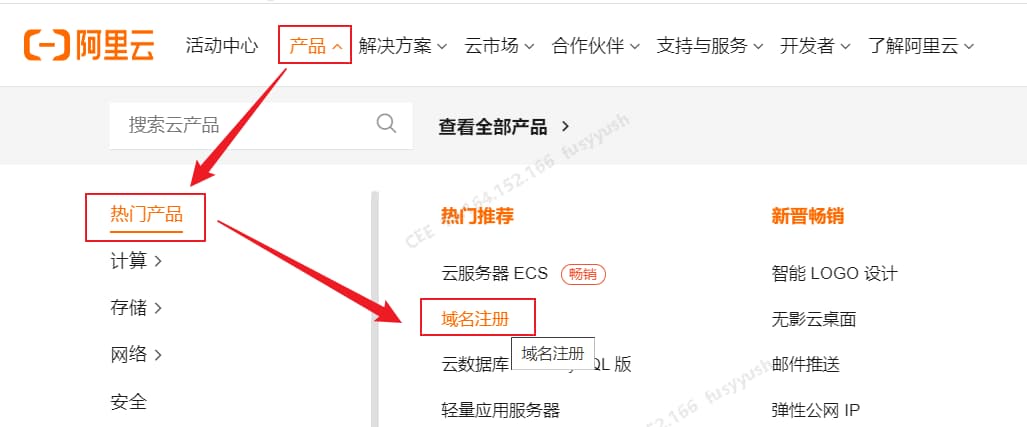 阿里云 活动中心 产品 解决方案 云市场 合作伙伴 支持与服务 开发者 了解阿里云
搜索云产品 查看全部产品
热门产品
计算
存储
网络
安全
热门推荐
云服务器 ECS 畅销
域名注册
域名注册
云数据库 QL 版
轻量应用服务器
新晋畅销
智能 LOGO 设计
无影云桌面
邮件推送
弹性公网 IP
CEE 164.152.166 fusyyush
52.166 fusyyush